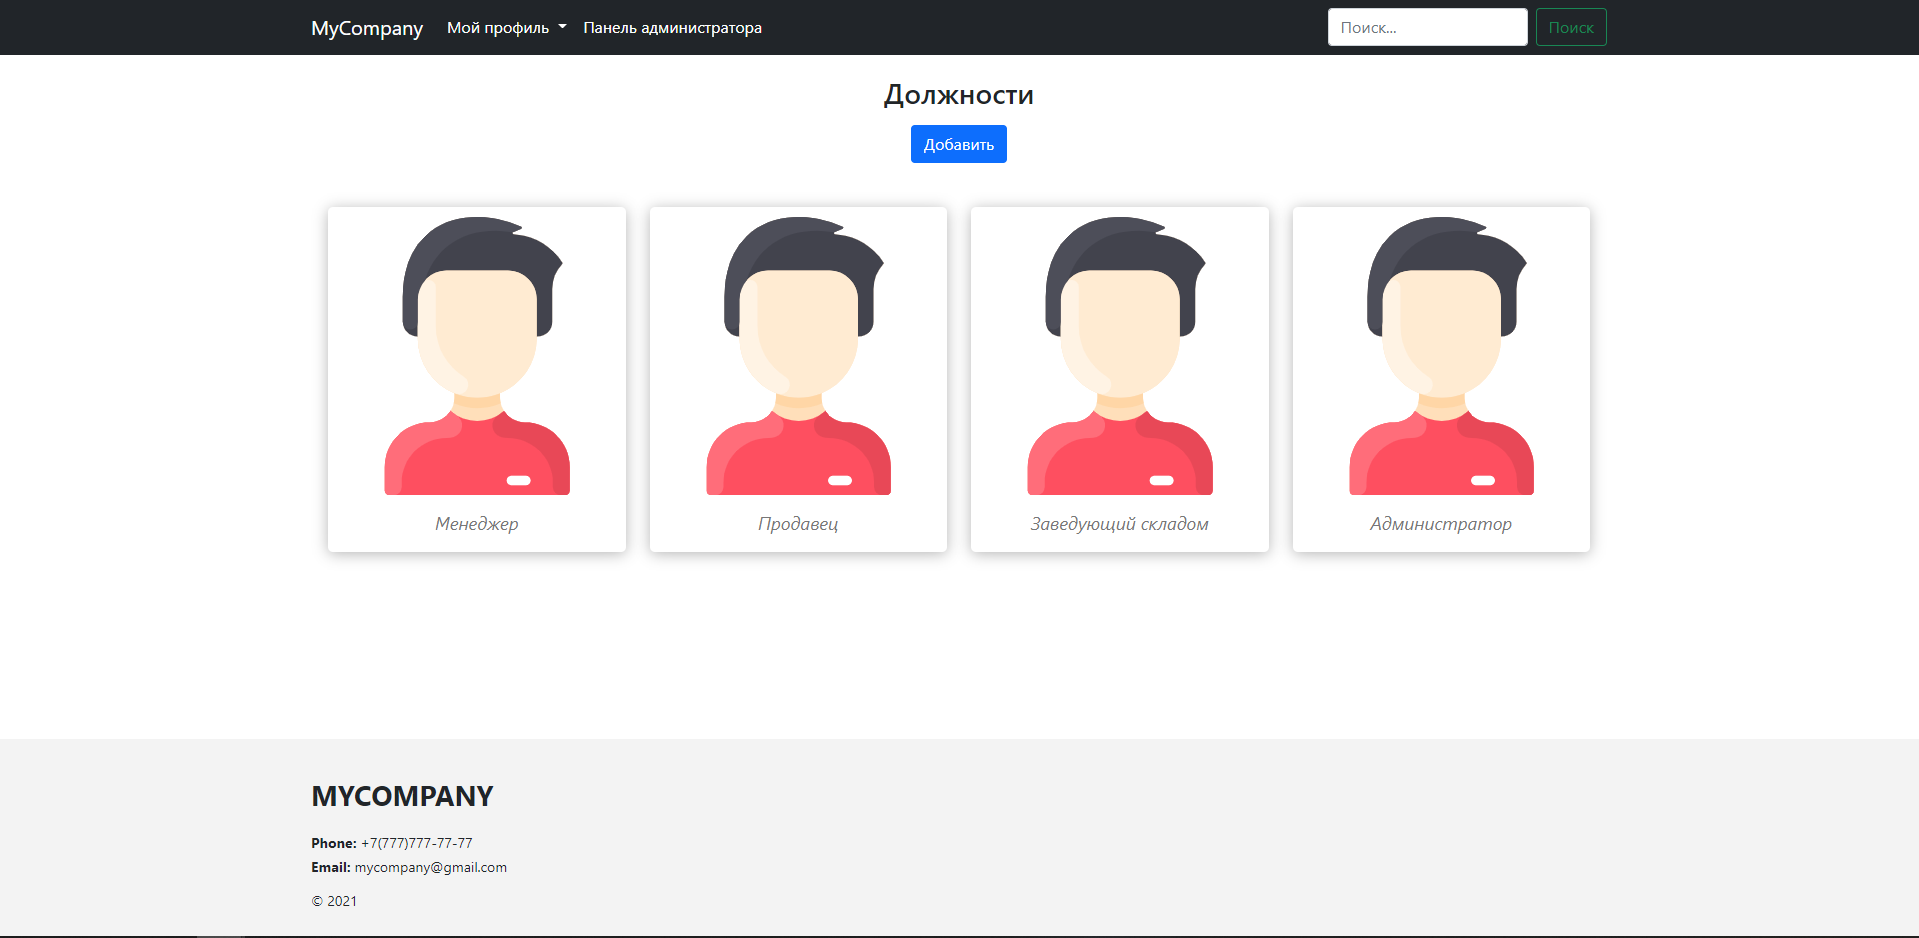 MyCompany Мой профиль Панель администратора Поиск... Поиск
Должности
Добавить
Менеджер Продавец Заведующий складом Администратор
MYCOMPANY
Phone: +7(777)777-77-77
Email: mycompany@gmail.com
© 2021